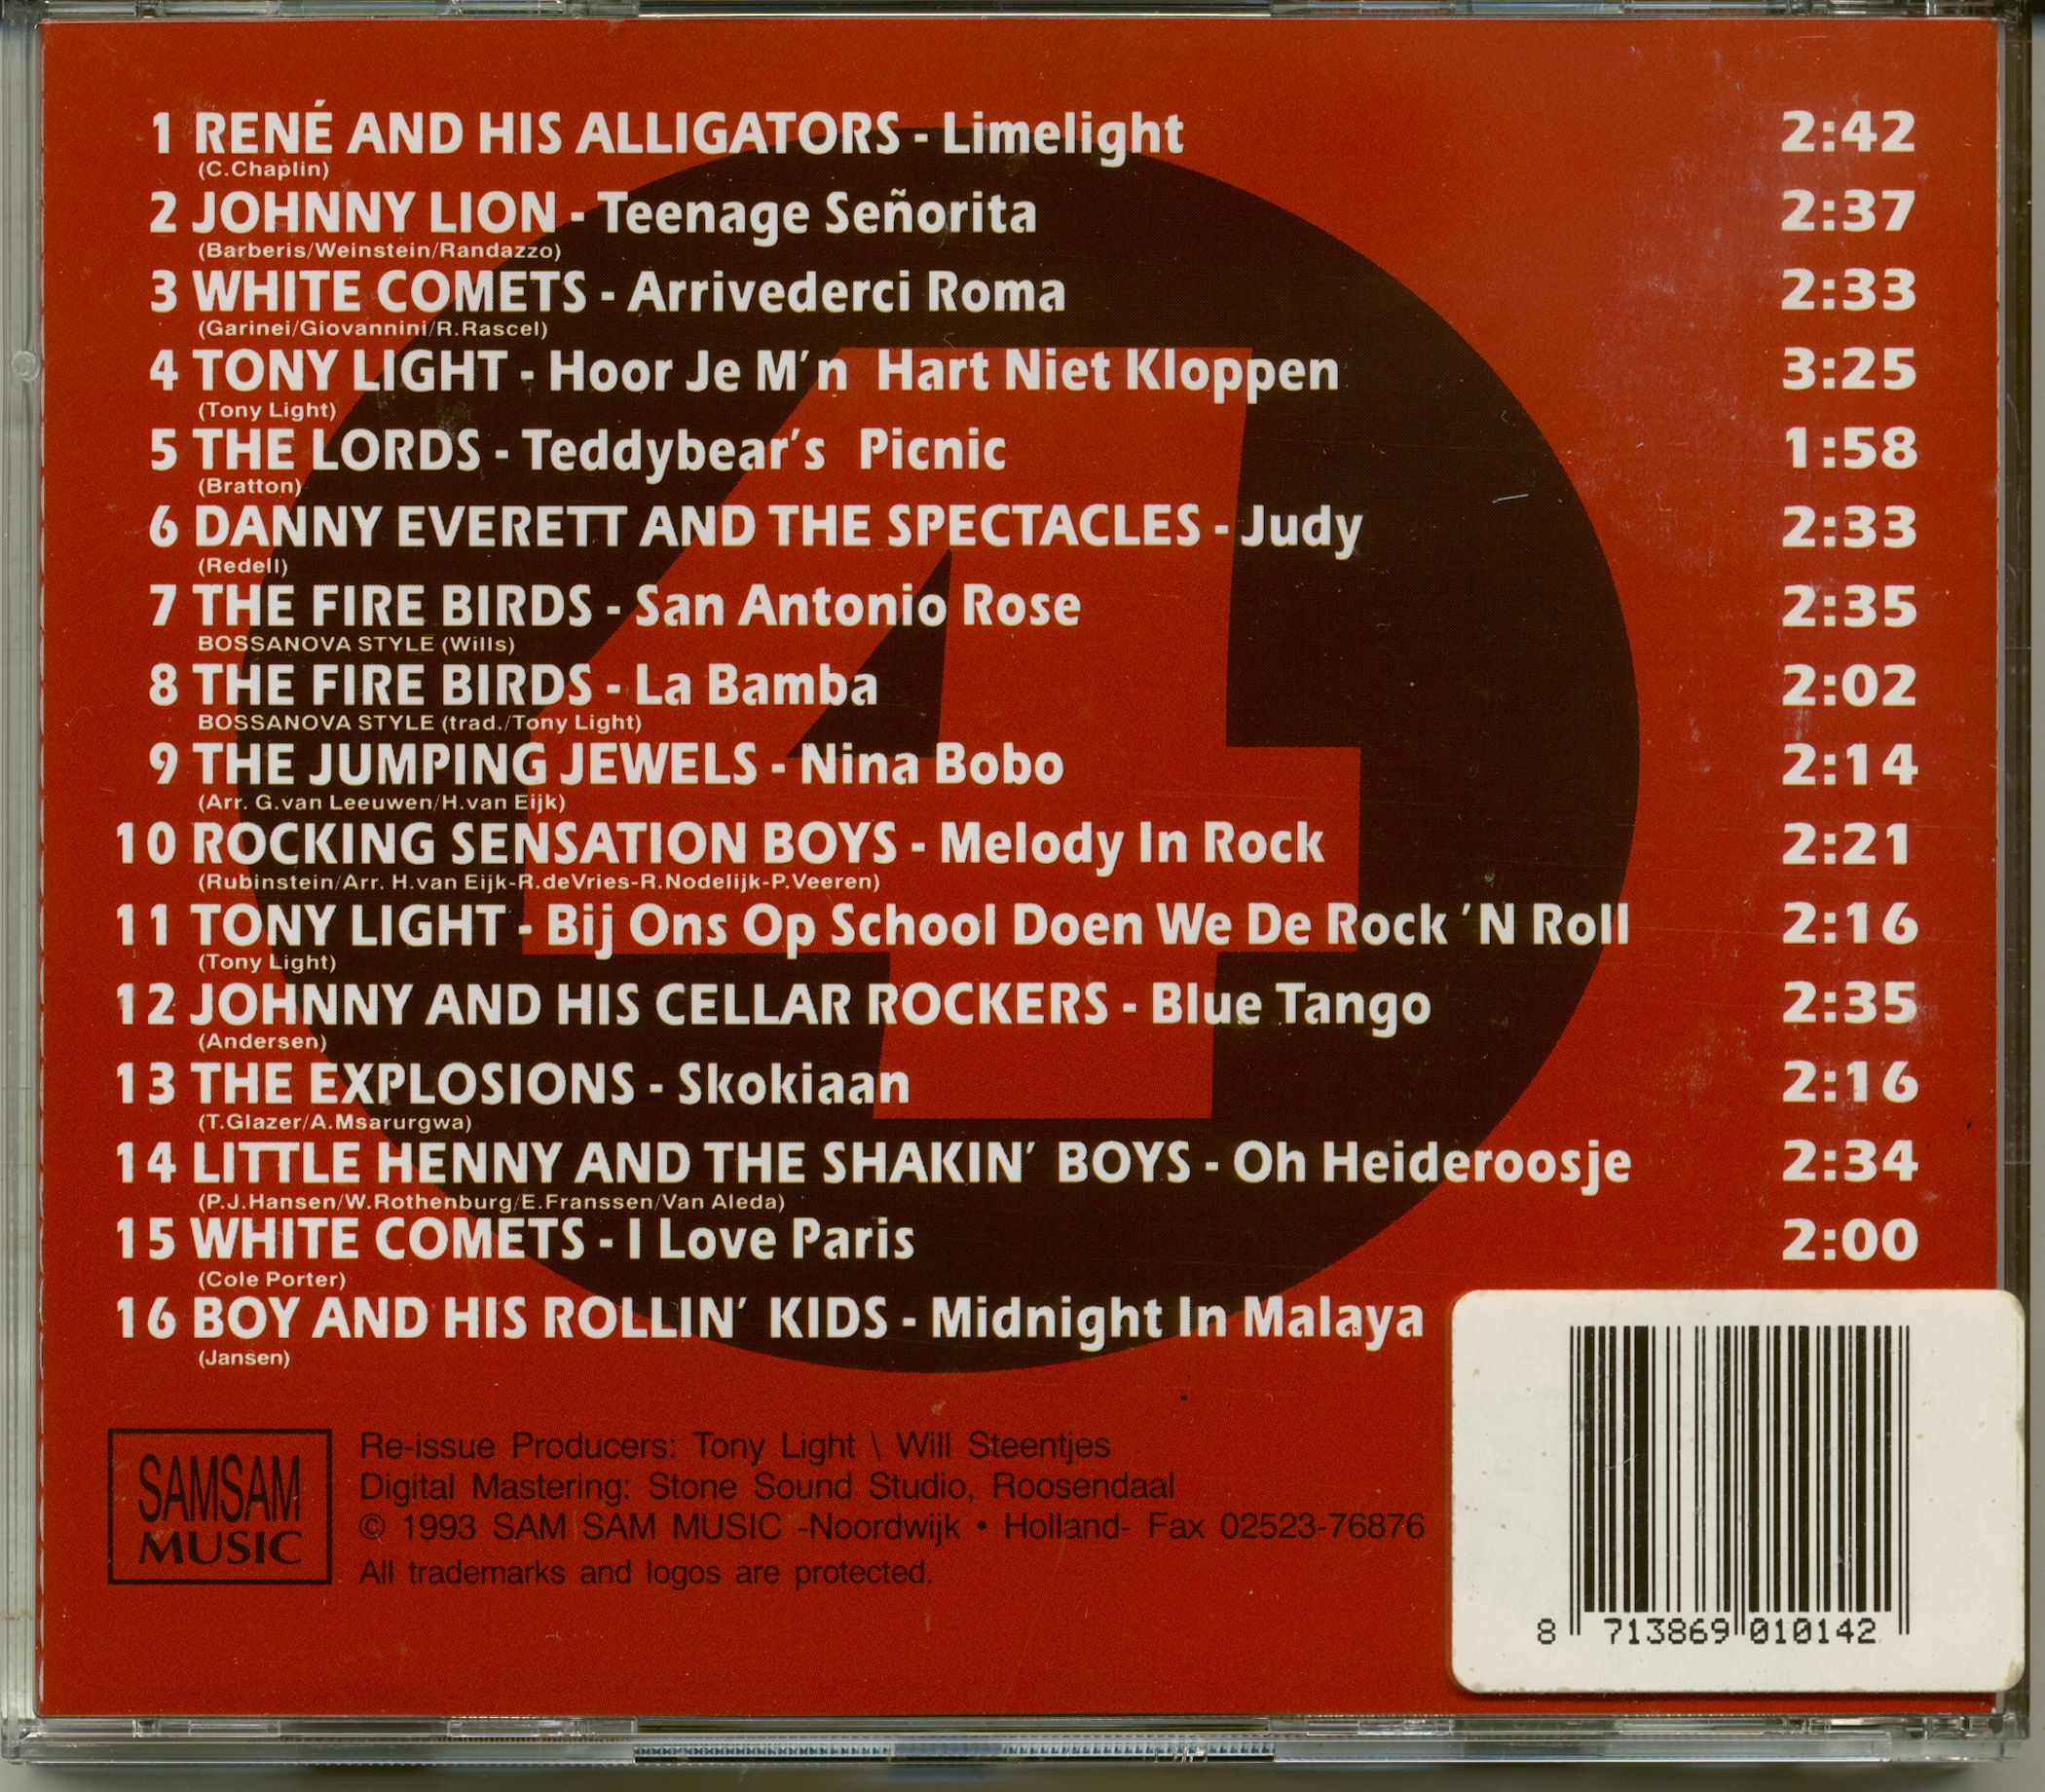 1 RENÉ AND HIS ALLIGATORS - Limelight 2:42
(C.Chaplin)
2 JOHNNY LION - Teenage Señorita 2:37
(Barberis/Weinstein/Randazzo)
3 WHITE COMETS - Arrivederci Roma 2:33
(Garinei/Giovannini/R.Rascel)
4 TONY LIGHT - Hoor Je M'n Hart Niet Kloppen 3:25
(Tony Light)
5 THE LORDS - Teddybear's Picnic 1:58
(Bratton)
6 DANNY EVERETT AND THE SPECTACLES - Judy 2:33
(Redell)
7 THE FIRE BIRDS - San Antonio Rose 2:35
BOSSANOVA STYLE (Wills)
8 THE FIRE BIRDS - La Bamba 2:02
BOSSANOVA STYLE (trad./Tony Light)
9 THE JUMPING JEWELS - Nina Bobo 2:14
(Arr. G.van Leeuwen/H.van Eijk)
10 ROCKING SENSATION BOYS - Melody In Rock 2:21
(Rubinstein/Arr. H.van Eijk-R.deVries-R.Nodelijk-P.Veeren)
11 TONY LIGHT - Bij Ons Op School Doen We De Rock 'N Roll 2:16
(Tony Light)
12 JOHNNY AND HIS CELLAR ROCKERS - Blue Tango 2:35
(Andersen)
13 THE EXPLOSIONS - Skokiaan 2:16
(T.Glazer/A.Msarurgwa)
14 LITTLE HENNY AND THE SHAKIN' BOYS - Oh Heideroosje 2:34
(P.J.Hansen/W.Rothenburg/E.Franssen/Van Aleda)
15 WHITE COMETS - I Love Paris 2:00
(Cole Porter)
16 BOY AND HIS ROLLIN' KIDS - Midnight In Malaya
(Jansen)
4
SAMSAM
MUSIC
Re-issue Producers: Tony Light \ Will Steentjes
Digital Mastering: Stone Sound Studio, Roosendaal
© 1993 SAM SAM MUSIC -Noordwijk • Holland- Fax 02523-76876
All trademarks and logos are protected.
8 713869 010142